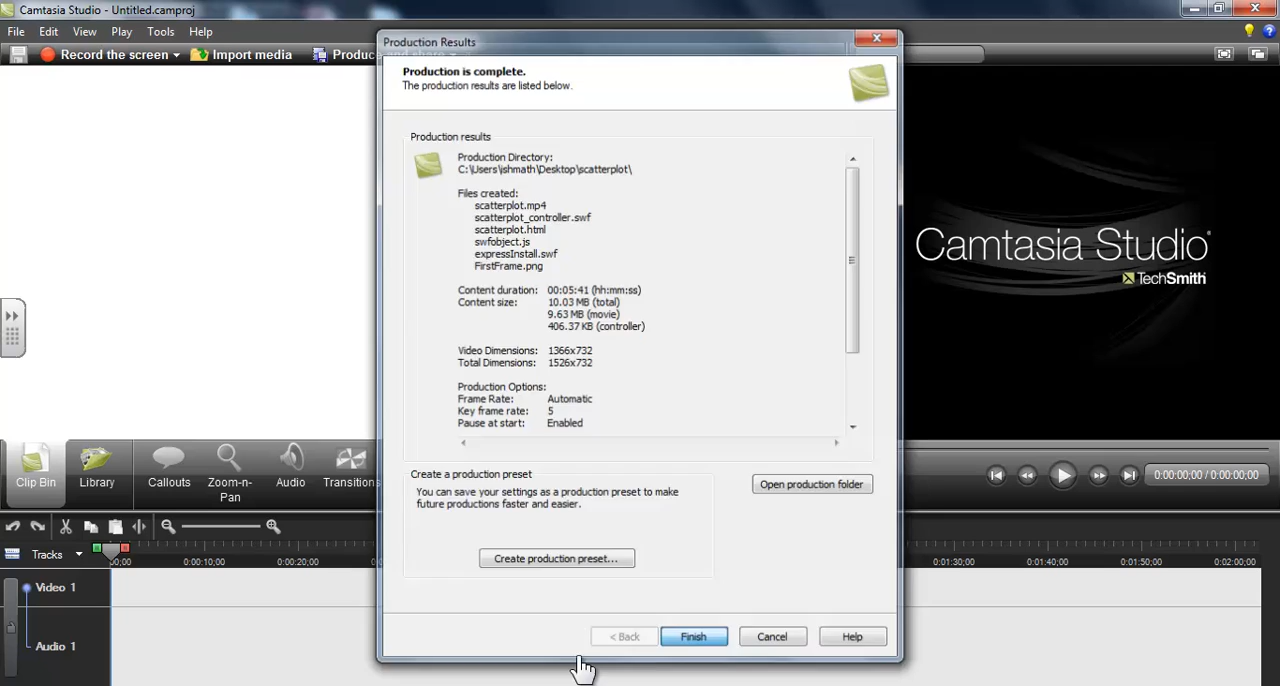 Camtasia Studio - Untitled.camproj
File Edit View Play Tools Help
Record the screen Import media Produc
Production Results
Production is complete.
The production results are listed below.
Production results
Production Directory:
C:\Users\ishmath\Desktop\scatterplot\
Files created:
scatterplot.mp4
scatterplot_controller.swf
scatterplot.html
swfobject.js
expressInstall.swf
FirstFrame.png
Content duration: 00:05:41 (hh:mm:ss)
Content size: 10.03 MB (total)
9.63 MB (movie)
406.37 KB (controller)
Video Dimensions: 1366x732
Total Dimensions: 1526x732
Production Options:
Frame Rate: Automatic
Key frame rate: 5
Pause at start: Enabled
Create a production preset
You can save your settings as a production preset to make
future productions faster and easier.
Create production preset...
Open production folder
< Back Finish Cancel Help
Camtasia Studio
TechSmith
Clip Bin Library Callouts Zoom-n-Pan Audio Transition
0:00:00;00 / 0:00:00;00
Tracks
00;00 0:00:10;00 0:00:20;00 0:01:30;00 0:01:40;00 0:01:50;00 0:02:00;00
Video 1
Audio 1